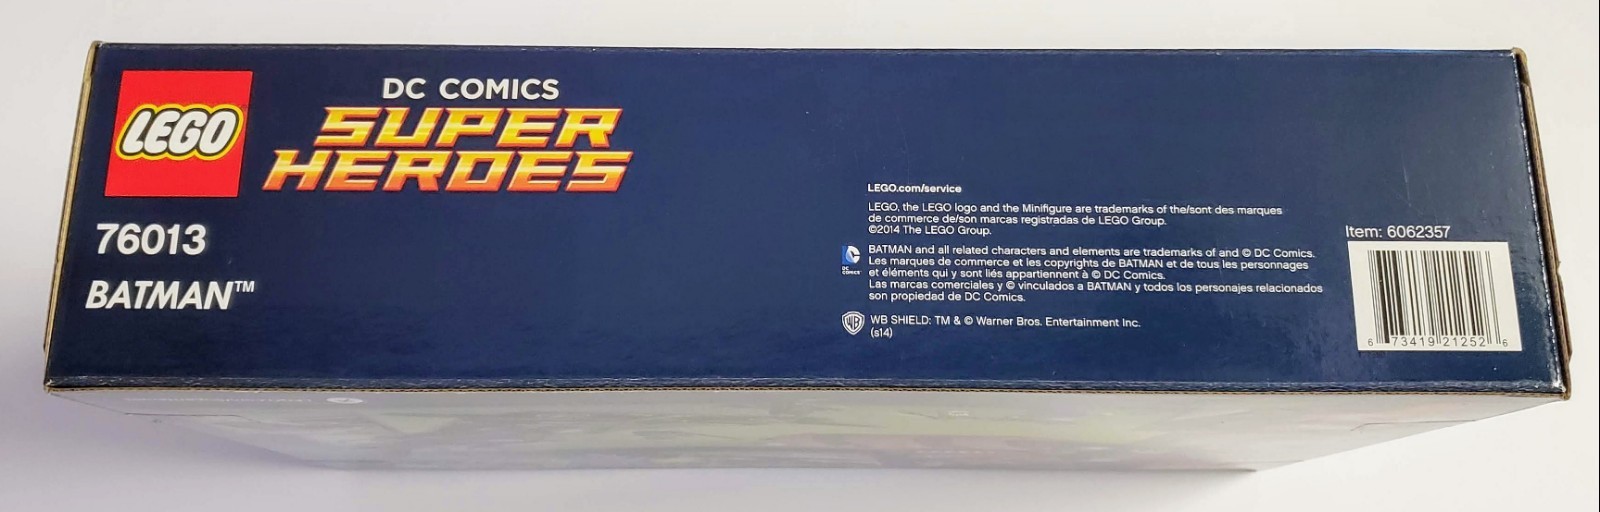 LEGO
DC COMICS
SUPER
HEROES
76013
BATMAN™
LEGO.com/service
LEGO, the LEGO logo and the Minifigure are trademarks of the/sont des marques
de commerce de/son marcas registradas de LEGO Group.
©2014 The LEGO Group.
DC
COMICS
BATMAN and all related characters and elements are trademarks of and © DC Comics.
Les marques de commerce et les copyrights de BATMAN et de tous les personnages
et éléments qui y sont liés appartiennent à © DC Comics.
Las marcas comerciales y © vinculados a BATMAN y todos los personajes relacionados
son propiedad de DC Comics.
WB
WB SHIELD: TM & © Warner Bros. Entertainment Inc.
(s14)
Item: 6062357
6 73419 21252 6